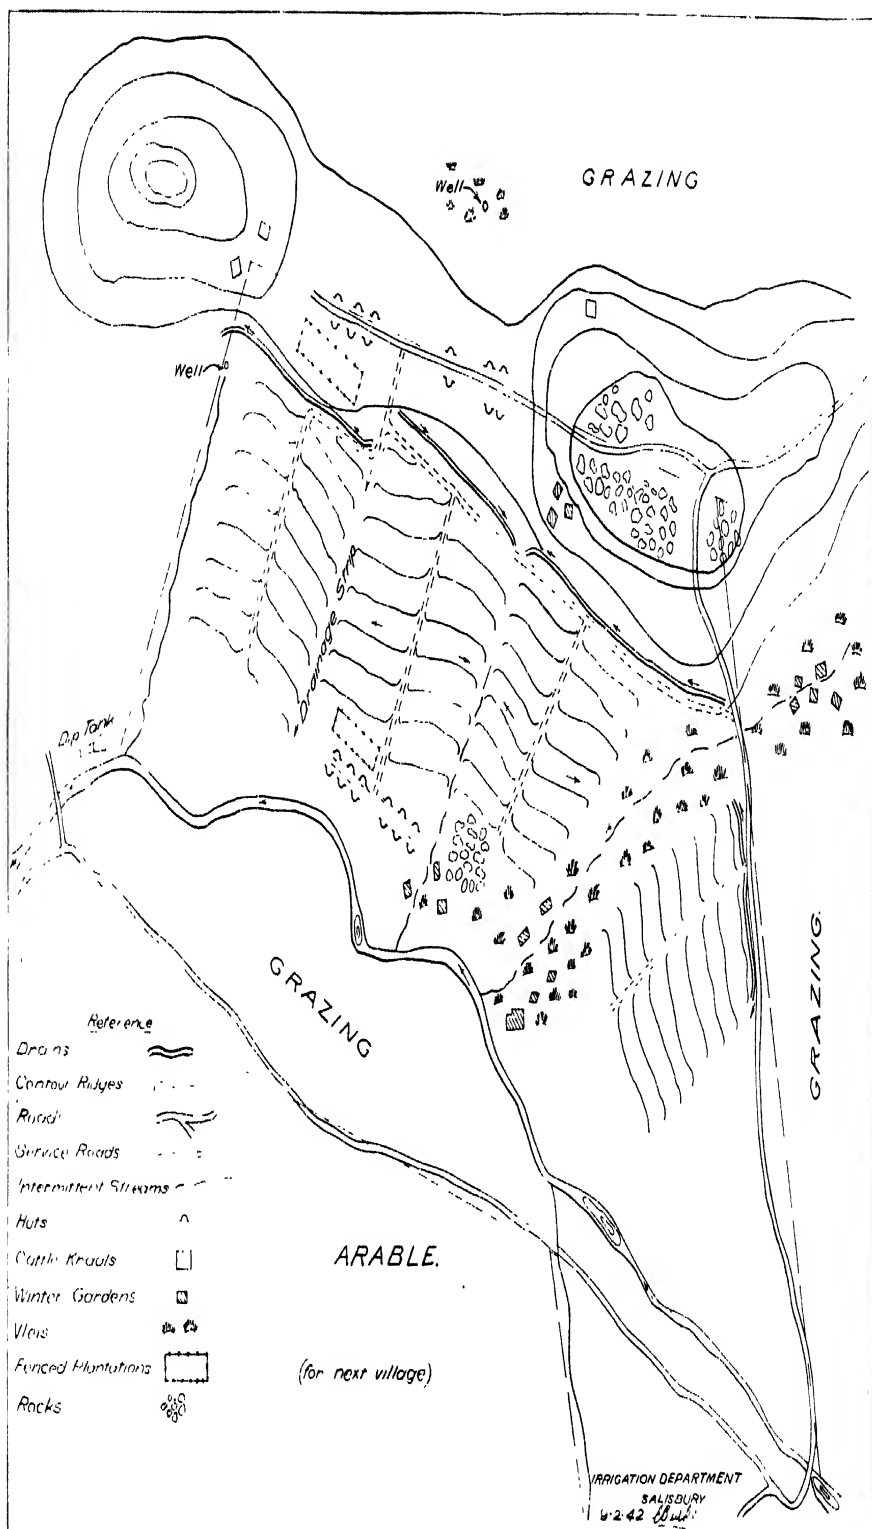 GRAZING
Well
Well
Drainage Strip
Dip Tank
GRAZING
GRAZING.
Reference
Drains
Contour Ridges
Road
Service Roads
Intermittent Streams
Huts
Cattle Kraals
Winter Gardens
Vleis
Fenced Plantations
Rocks
ARABLE.
(for next village)
IRRIGATION DEPARTMENT
SALISBURY
6·2·42